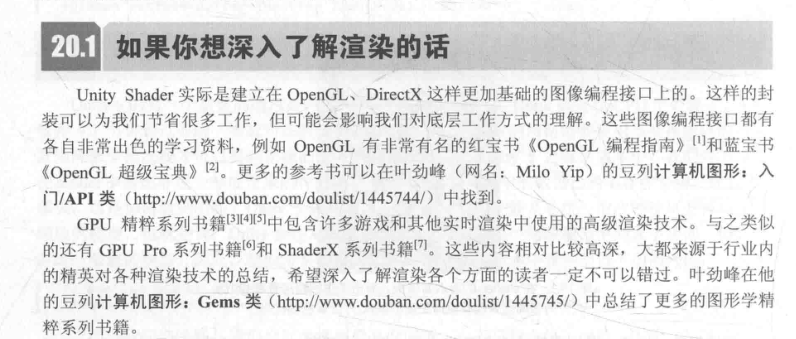 20.1 如果你想深入了解渲染的话
Unity Shader 实际是建立在 OpenGL、DirectX 这样更加基础的图像编程接口上的。这样的封
装可以为我们节省很多工作，但可能会影响我们对底层工作方式的理解。这些图像编程接口都有
各自非常出色的学习资料，例如 OpenGL 有非常有名的红宝书《OpenGL 编程指南》[1]和蓝宝书
《OpenGL 超级宝典》[2]。更多的参考书可以在叶劲峰（网名：Milo Yip）的豆列计算机图形：入
门/API 类（http://www.douban.com/doulist/1445744/）中找到。
GPU 精粹系列书籍[3][4][5]中包含许多游戏和其他实时渲染中使用的高级渲染技术。与之类似
的还有 GPU Pro 系列书籍[6]和 ShaderX 系列书籍[7]。这些内容相对比较高深，大都来源于行业内
的精英对各种渲染技术的总结，希望深入了解渲染各个方面的读者一定不可以错过。叶劲峰在他
的豆列计算机图形：Gems 类（http://www.douban.com/doulist/1445745/）中总结了更多的图形学精
粹系列书籍。